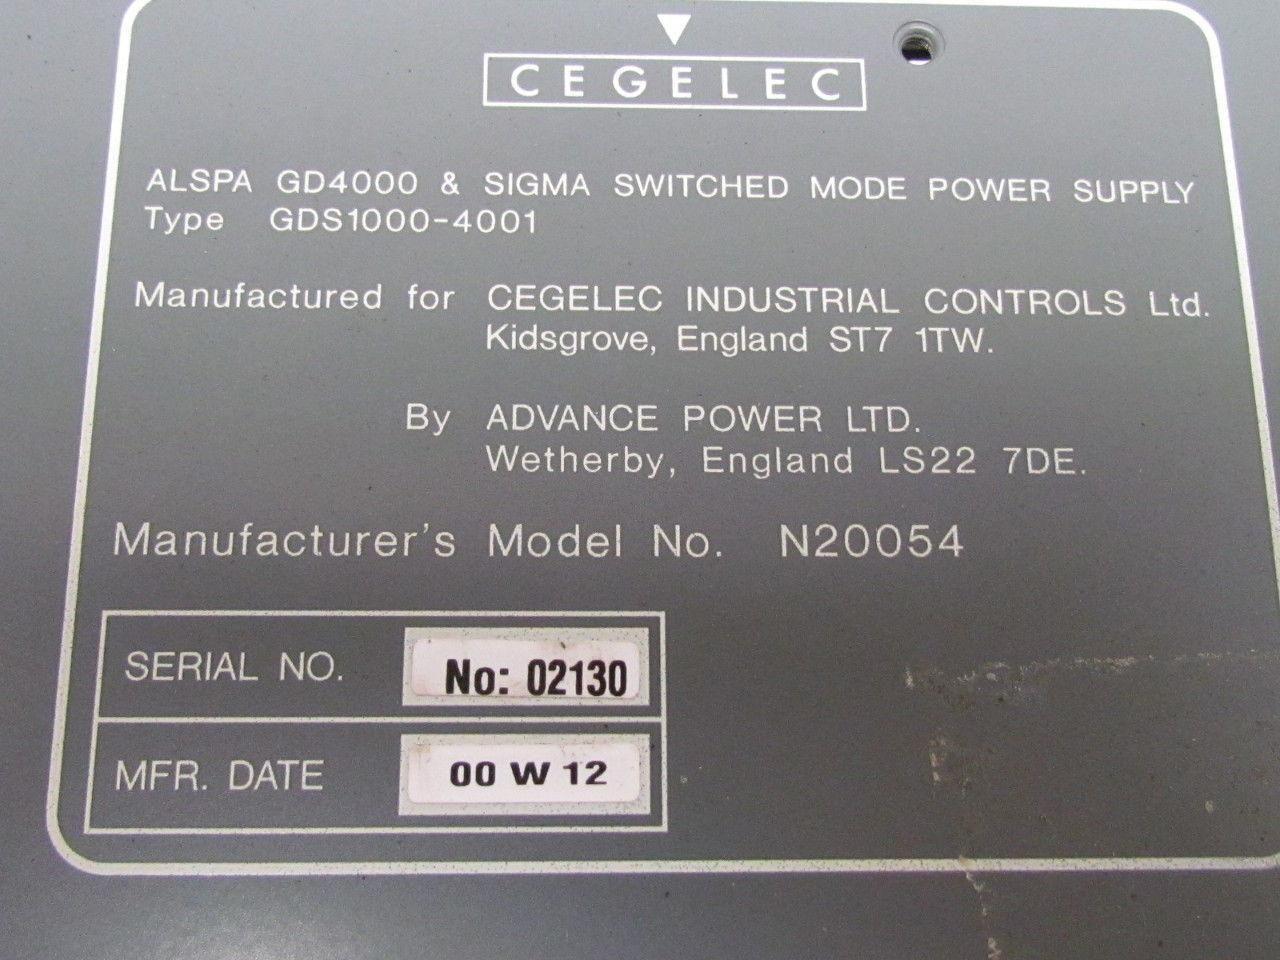 CEGELEC
ALSPA GD4000 & SIGMA SWITCHED MODE POWER SUPPLY
Type GDS1000-4001
Manufactured for CEGELEC INDUSTRIAL CONTROLS Ltd.
Kidsgrove, England ST7 1TW.
By ADVANCE POWER LTD.
Wetherby, England LS22 7DE.
Manufacturer's Model No. N20054
SERIAL NO. No: 02130
MFR. DATE 00 W 12